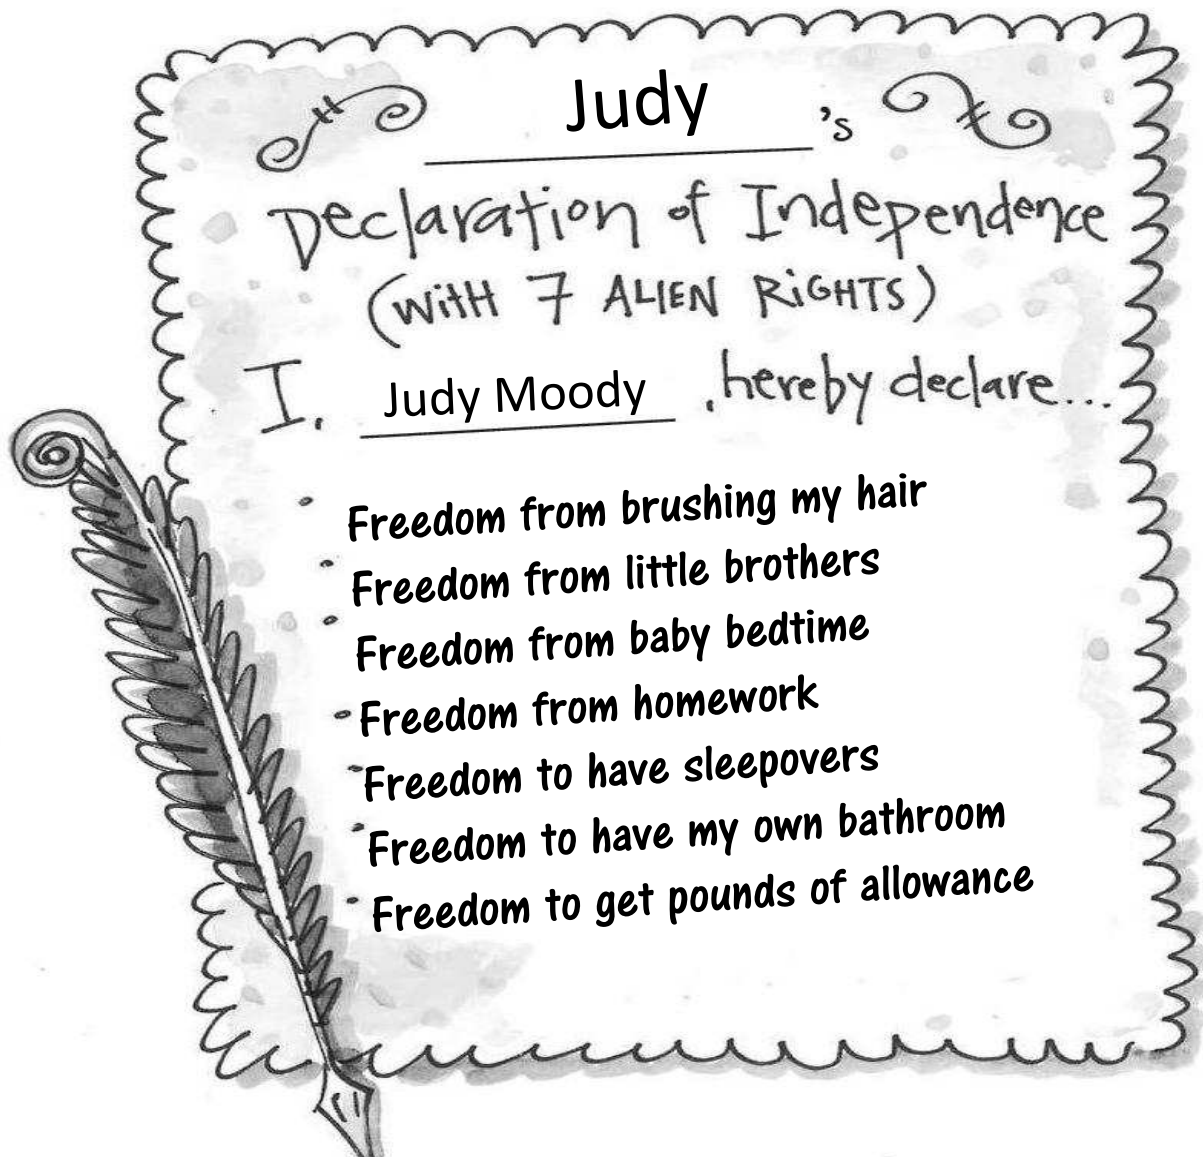 Judy 's
Declaration of Independence
(WitH 7 ALIEN RiGHTS)
I, Judy Moody , hereby declare...
• Freedom from brushing my hair
• Freedom from little brothers
• Freedom from baby bedtime
• Freedom from homework
• Freedom to have sleepovers
• Freedom to have my own bathroom
• Freedom to get pounds of allowance